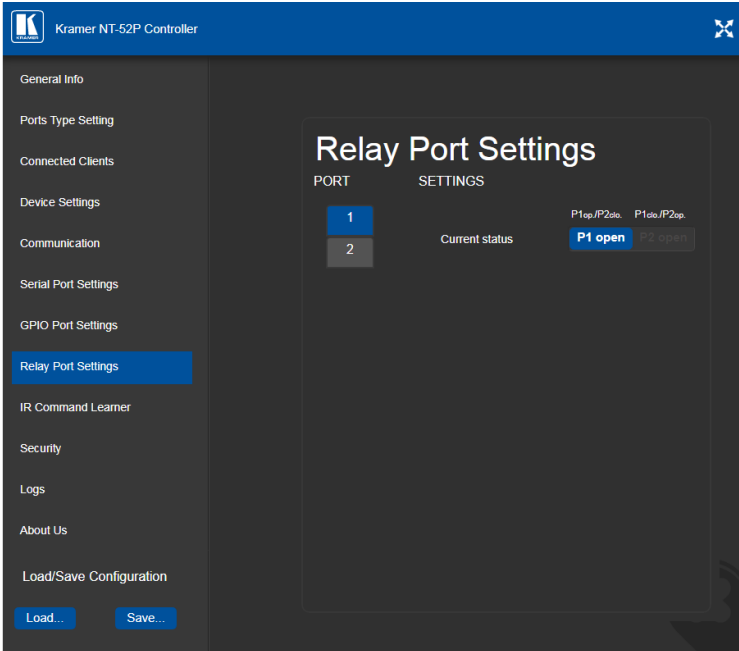 KRAMER
Kramer NT-52P Controller
General Info
Ports Type Setting
Connected Clients
Device Settings
Communication
Serial Port Settings
GPIO Port Settings
Relay Port Settings
IR Command Learner
Security
Logs
About Us
Load/Save Configuration
Load... Save...
Relay Port Settings
PORT SETTINGS
1
2
P1op./P2clo. P1clo./P2op.
Current status P1 open P2 open